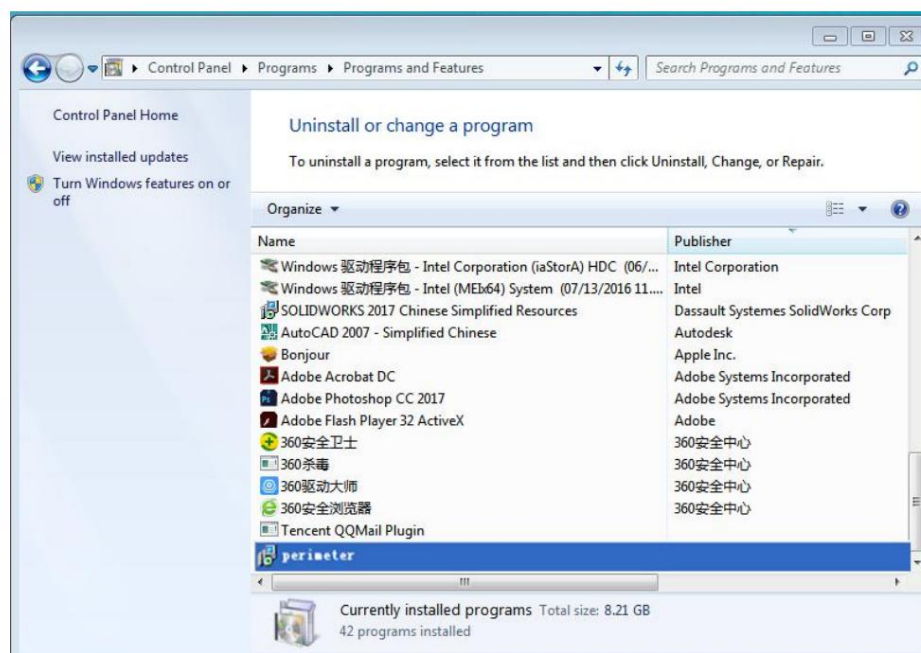 Control Panel Programs Programs and Features
Search Programs and Features
Control Panel Home
View installed updates
Turn Windows features on or
off
Uninstall or change a program
To uninstall a program, select it from the list and then click Uninstall, Change, or Repair.
Organize
Name Publisher
Windows 驱动程序包 - Intel Corporation (iaStorA) HDC (06/... Intel Corporation
Windows 驱动程序包 - Intel (MEIx64) System (07/13/2016 11.... Intel
SOLIDWORKS 2017 Chinese Simplified Resources Dassault Systemes SolidWorks Corp
AutoCAD 2007 - Simplified Chinese Autodesk
Bonjour Apple Inc.
Adobe Acrobat DC Adobe Systems Incorporated
Adobe Photoshop CC 2017 Adobe Systems Incorporated
Adobe Flash Player 32 ActiveX Adobe
360安全卫士 360安全中心
360杀毒 360安全中心
360驱动大师 360安全中心
360安全浏览器 360安全中心
Tencent QQMail Plugin
perimeter
Currently installed programs Total size: 8.21 GB
42 programs installed